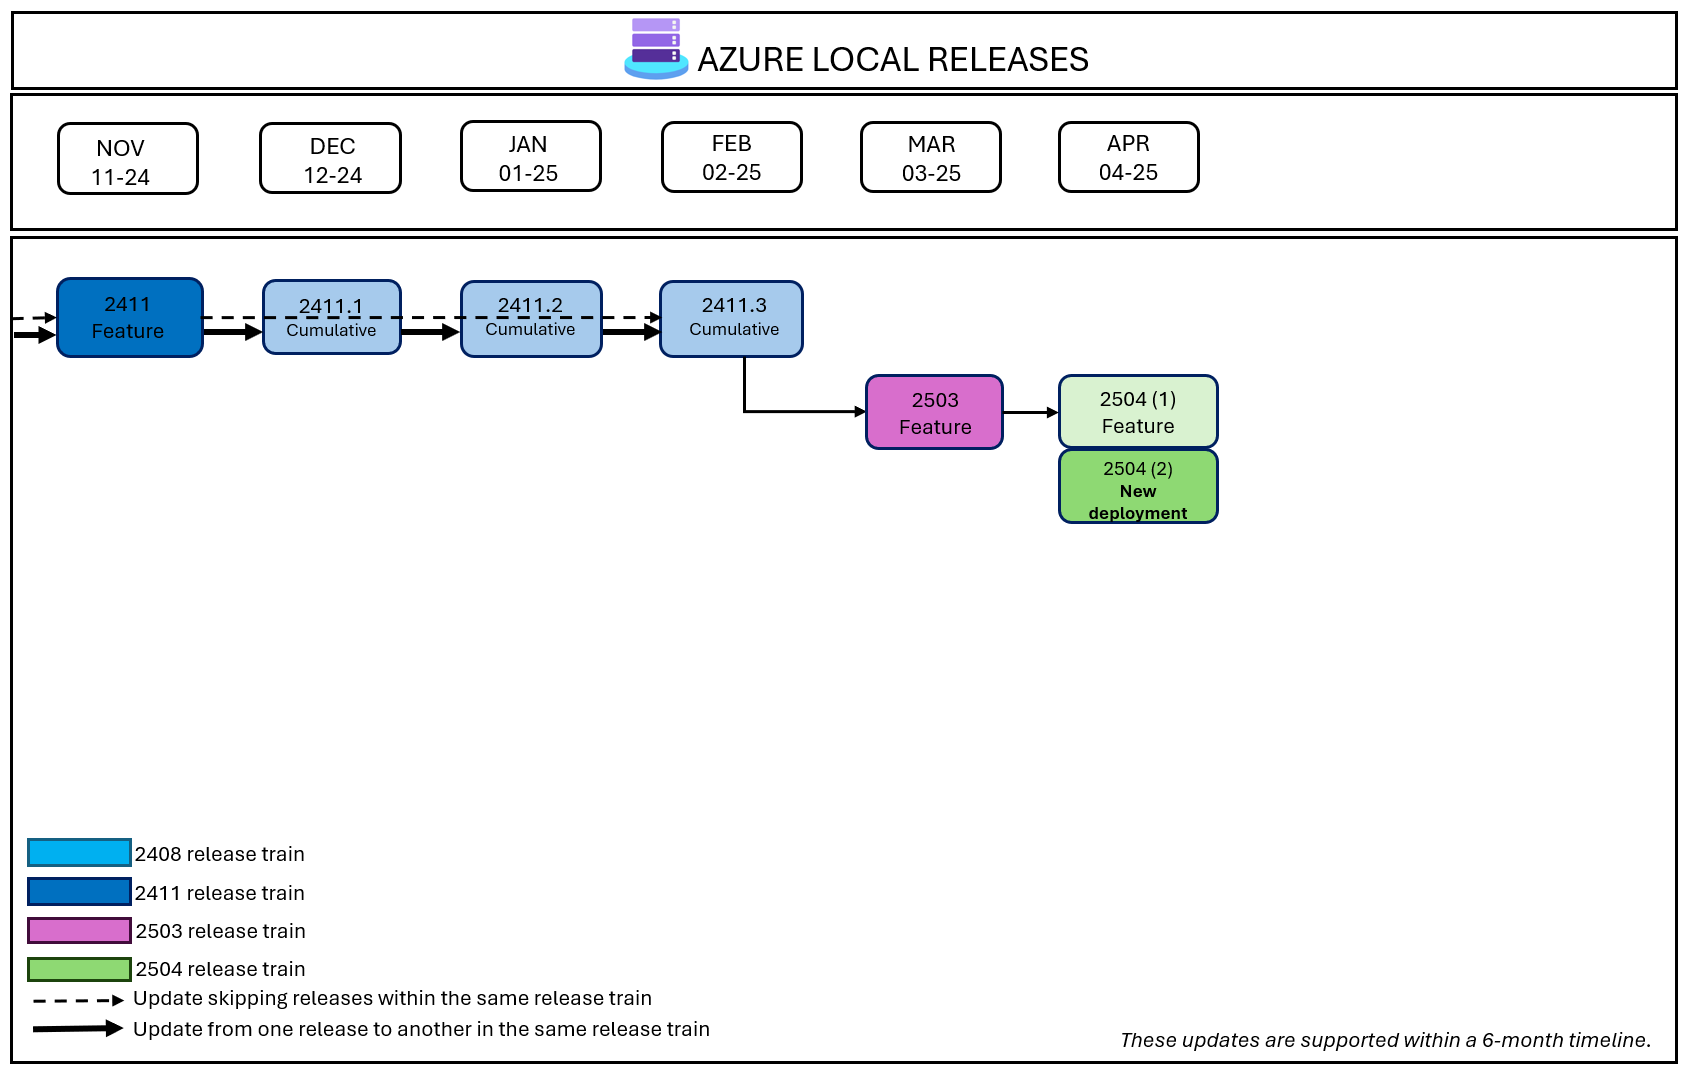 AZURE LOCAL RELEASES
NOV
11-24
DEC
12-24
JAN
01-25
FEB
02-25
MAR
03-25
APR
04-25
2411
Feature
2411.1
Cumulative
2411.2
Cumulative
2411.3
Cumulative
2503
Feature
2504 (1)
Feature
2504 (2)
New
deployment
2408 release train
2411 release train
2503 release train
2504 release train
Update skipping releases within the same release train
Update from one release to another in the same release train
These updates are supported within a 6-month timeline.